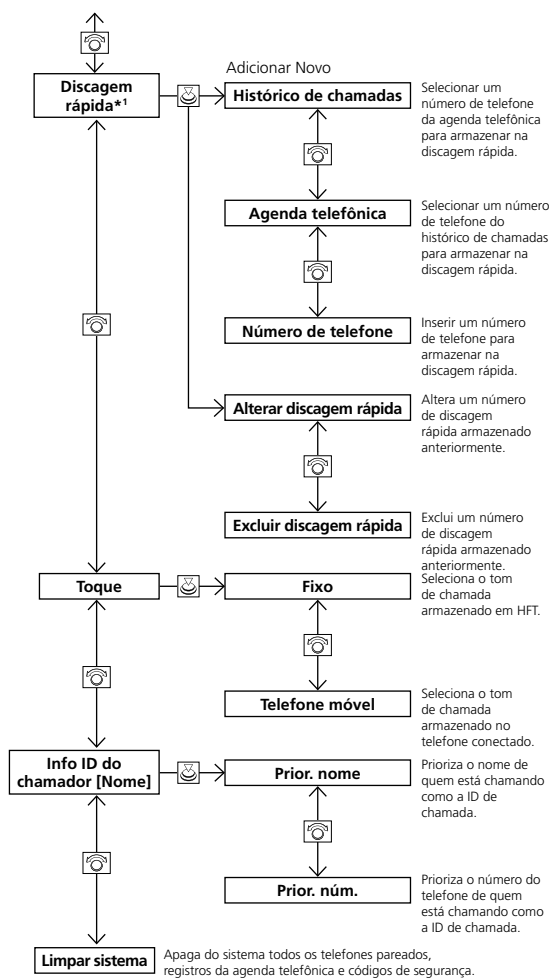 Discagem
rápida*1
Adicionar Novo
Histórico de chamadas
Selecionar um
número de telefone
da agenda telefônica
para armazenar na
discagem rápida.
Agenda telefônica
Selecionar um número
de telefone do
histórico de chamadas
para armazenar na
discagem rápida.
Número de telefone
Inserir um número
de telefone para
armazenar na
discagem rápida.
Alterar discagem rápida
Altera um número
de discagem
rápida armazenado
anteriormente.
Excluir discagem rápida
Exclui um número
de discagem
rápida armazenado
anteriormente.
Toque
Fixo
Seleciona o tom
de chamada
armazenado em HFT.
Telefone móvel
Seleciona o tom
de chamada
armazenado no
telefone conectado.
Info ID do
chamador [Nome]
Prior. nome
Prioriza o nome de
quem está chamando
como a ID de
chamada.
Prior. núm.
Prioriza o número do
telefone de quem
está chamando como
a ID de chamada.
Limpar sistema
Apaga do sistema todos os telefones pareados,
registros da agenda telefônica e códigos de segurança.